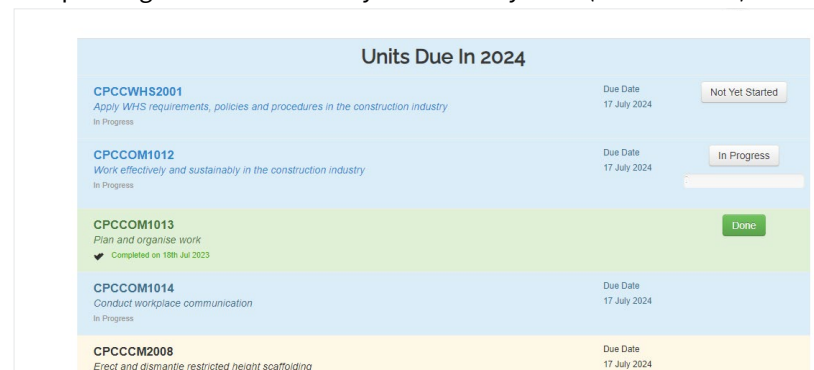 Units Due In 2024
CPCCWHS2001
Apply WHS requirements, policies and procedures in the construction industry
In Progress
Due Date
17 July 2024
Not Yet Started
CPCCOM1012
Work effectively and sustainably in the construction industry
In Progress
Due Date
17 July 2024
In Progress
CPCCOM1013
Plan and organise work
Completed on 18th Jul 2023
Done
CPCCOM1014
Conduct workplace communication
In Progress
Due Date
17 July 2024
CPCCCM2008
Erect and dismantle restricted height scaffolding
Due Date
17 July 2024